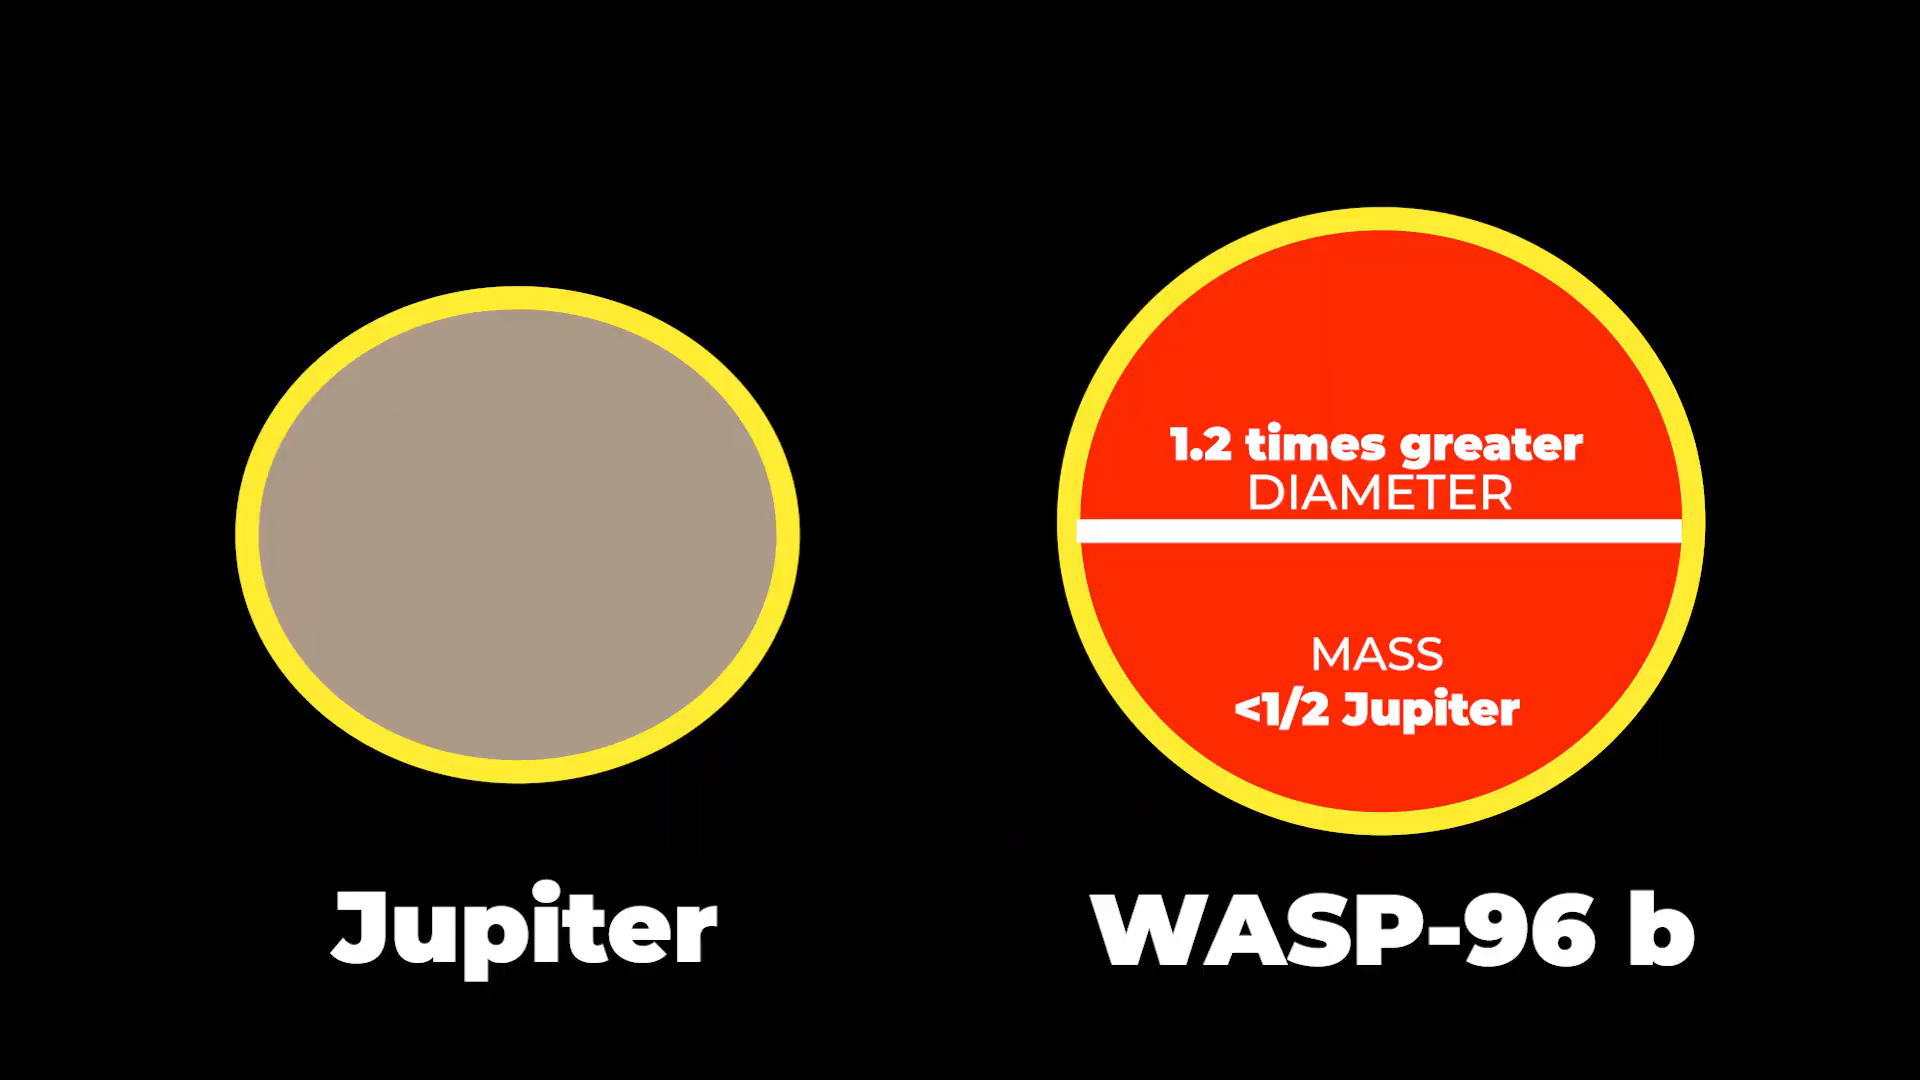 1.2 times greater
DIAMETER
MASS
<1/2 Jupiter
Jupiter
WASP-96 b